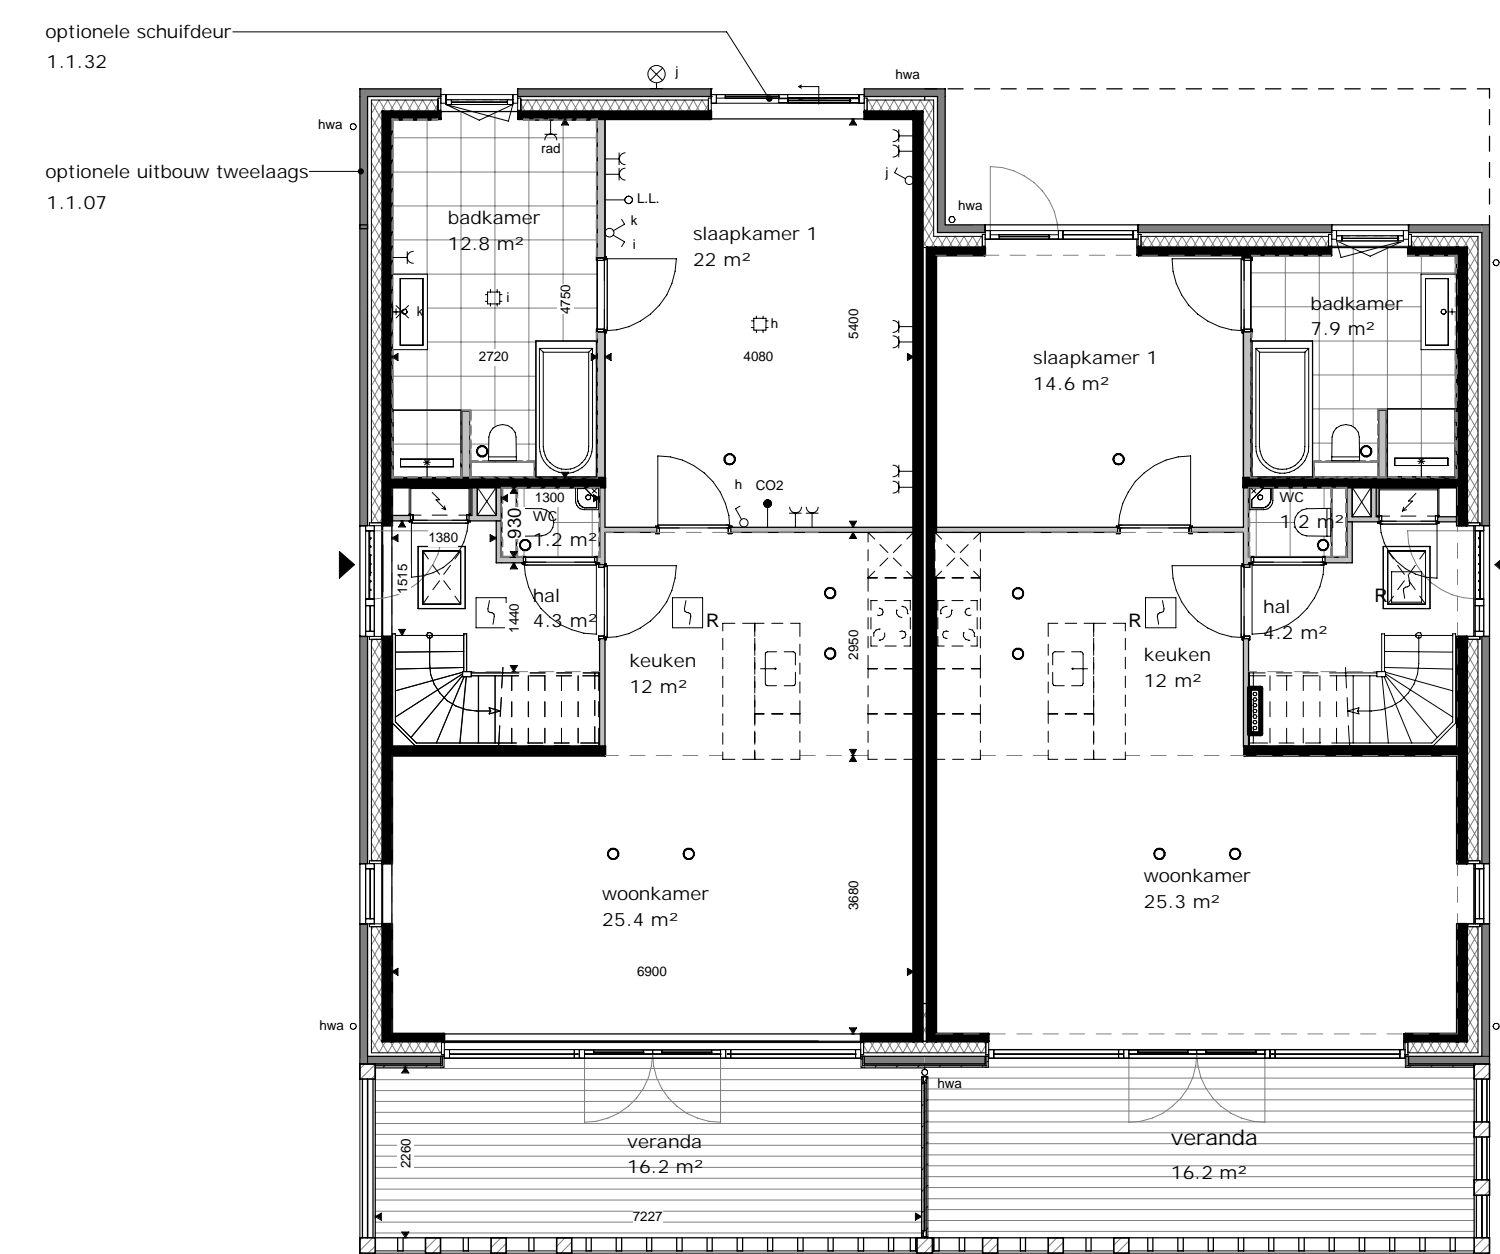 optionele schuifdeur
1.1.32
j
hwa
hwa
rad
optionele uitbouw tweelaags
1.1.07
j
L.L.
k
i
hwa
badkamer
12.8 m²
slaapkamer 1
22 m²
i
4750
k
h
5400
badkamer
7.9 m²
2720
4080
slaapkamer 1
14.6 m²
h
CO2
1300
WC
1.2 m²
930
1380
1515
WC
1.2 m²
hal
4.3 m²
1440
R
keuken
12 m²
2950
R
keuken
12 m²
hal
4.2 m²
R
woonkamer
25.4 m²
3680
woonkamer
25.3 m²
6900
hwa
hwa
veranda
16.2 m²
2260
veranda
16.2 m²
7227